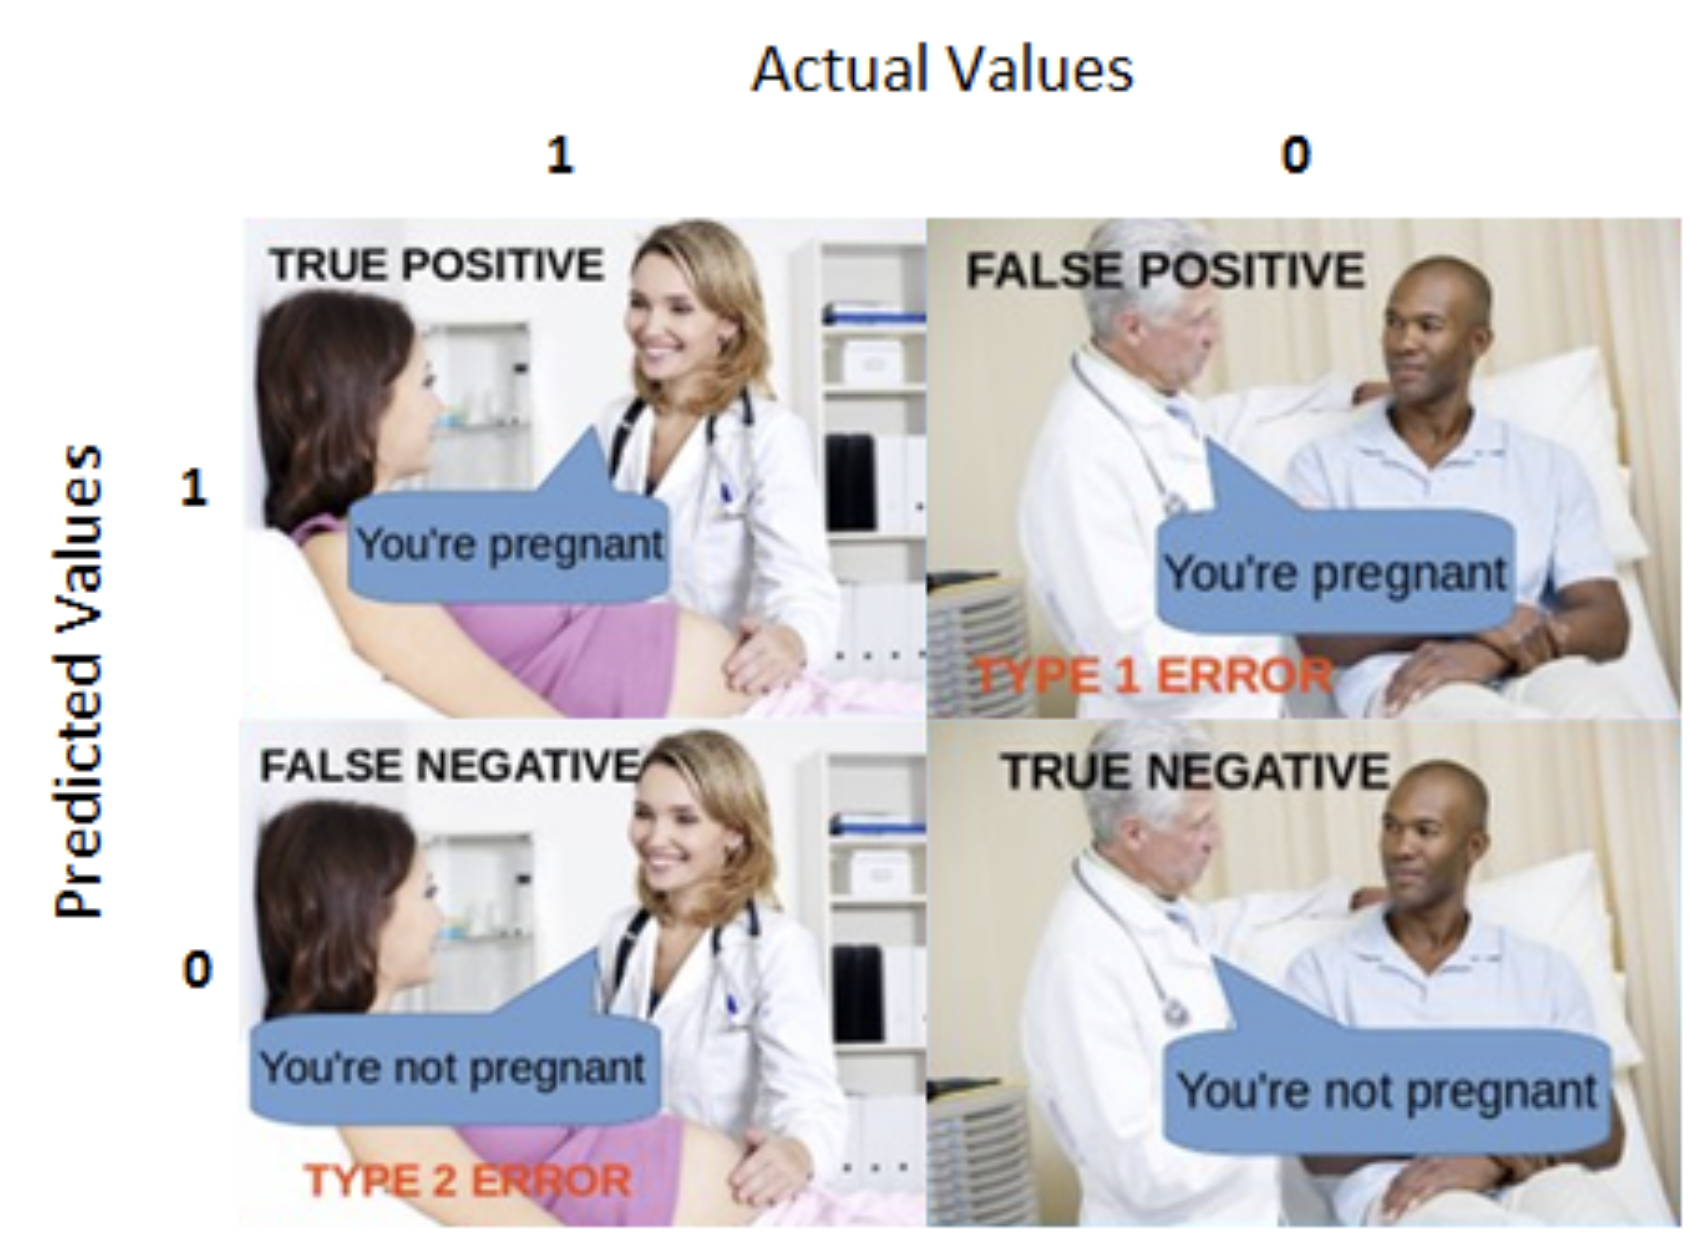 Actual Values
1
0
Predicted Values
1
TRUE POSITIVE
You're pregnant
FALSE POSITIVE
You're pregnant
TYPE 1 ERROR
0
FALSE NEGATIVE
You're not pregnant
TYPE 2 ERROR
TRUE NEGATIVE
You're not pregnant